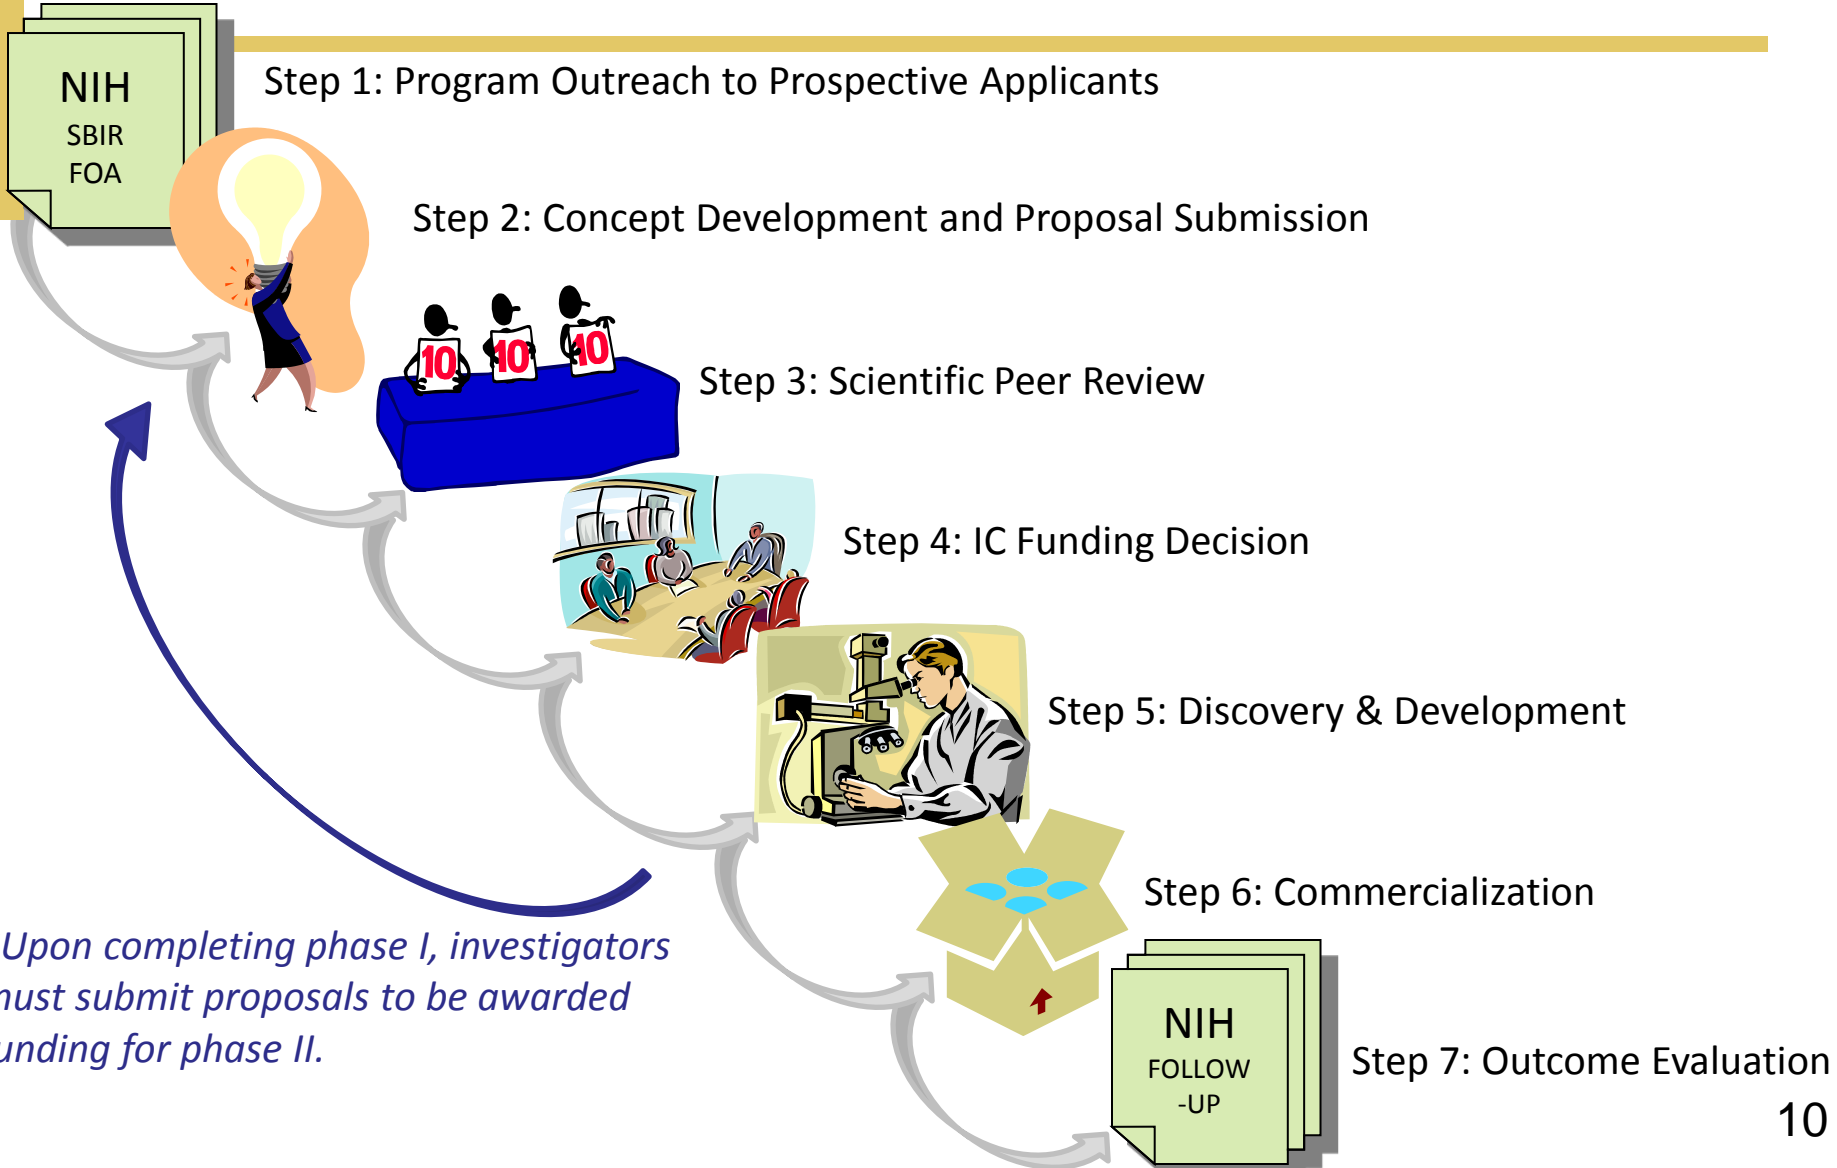 NIH
SBIR
FOA
Step 1: Program Outreach to Prospective Applicants
Step 2: Concept Development and Proposal Submission
10 10 10
Step 3: Scientific Peer Review
Step 4: IC Funding Decision
Step 5: Discovery & Development
Step 6: Commercialization
Upon completing phase I, investigators
must submit proposals to be awarded
funding for phase II.
NIH
FOLLOW
-UP
Step 7: Outcome Evaluation
10